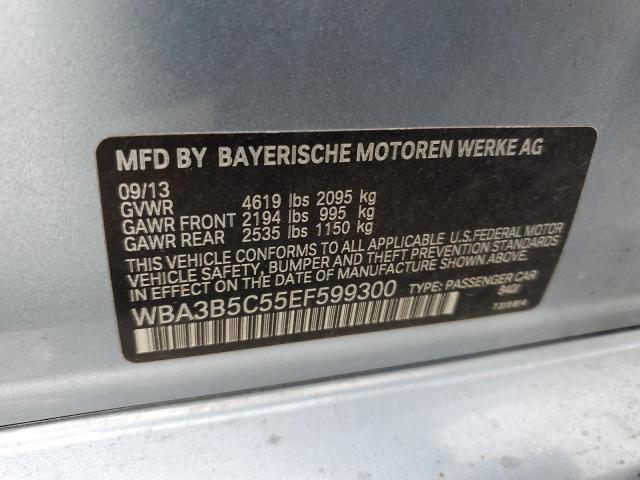 MFD BY BAYERISCHE MOTOREN WERKE AG
09/13
GVWR 4619 lbs 2095 kg
GAWR FRONT 2194 lbs 995 kg
GAWR REAR 2535 lbs 1150 kg
THIS VEHICLE CONFORMS TO ALL APPLICABLE U.S. FEDERAL MOTOR
VEHICLE SAFETY, BUMPER AND THEFT PREVENTION STANDARDS
IN EFFECT ON THE DATE OF MANUFACTURE SHOWN ABOVE.
WBA3B5C55EF599300 TYPE: PASSENGER CAR